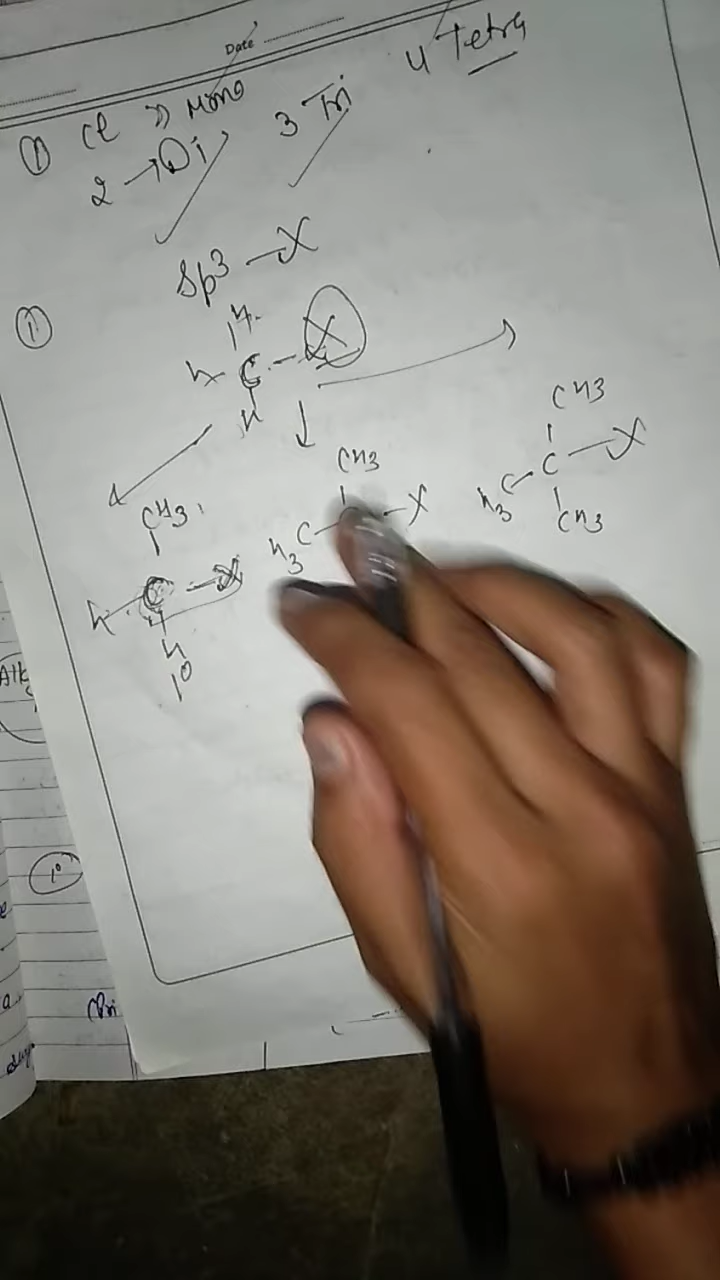 Date
① Cl ⇒ Mono
2 → Di 3 Tri 4 Tetra
Sp³ — X
①
H
H C – X
H
CH3 CH3 CH3
H C – X H3C – X H3C – C – X
H CH3
1°
1°